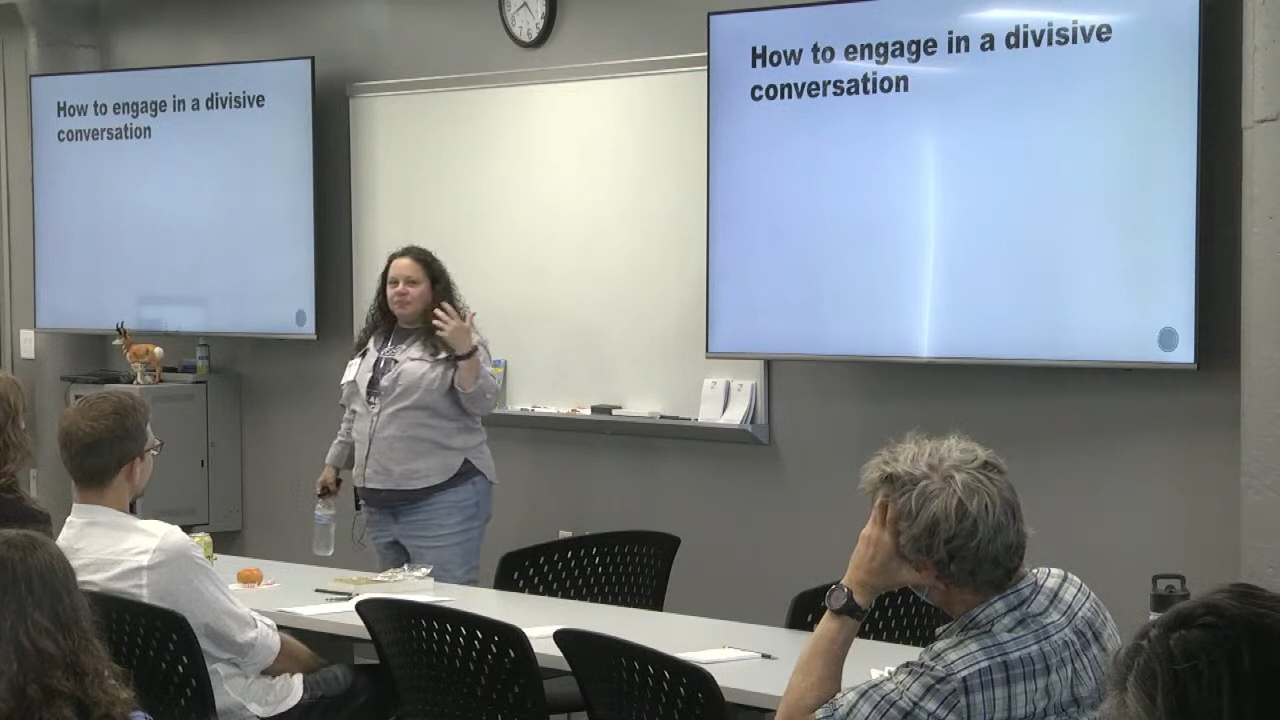 How to engage in a divisive
conversation
How to engage in a divisive
conversation